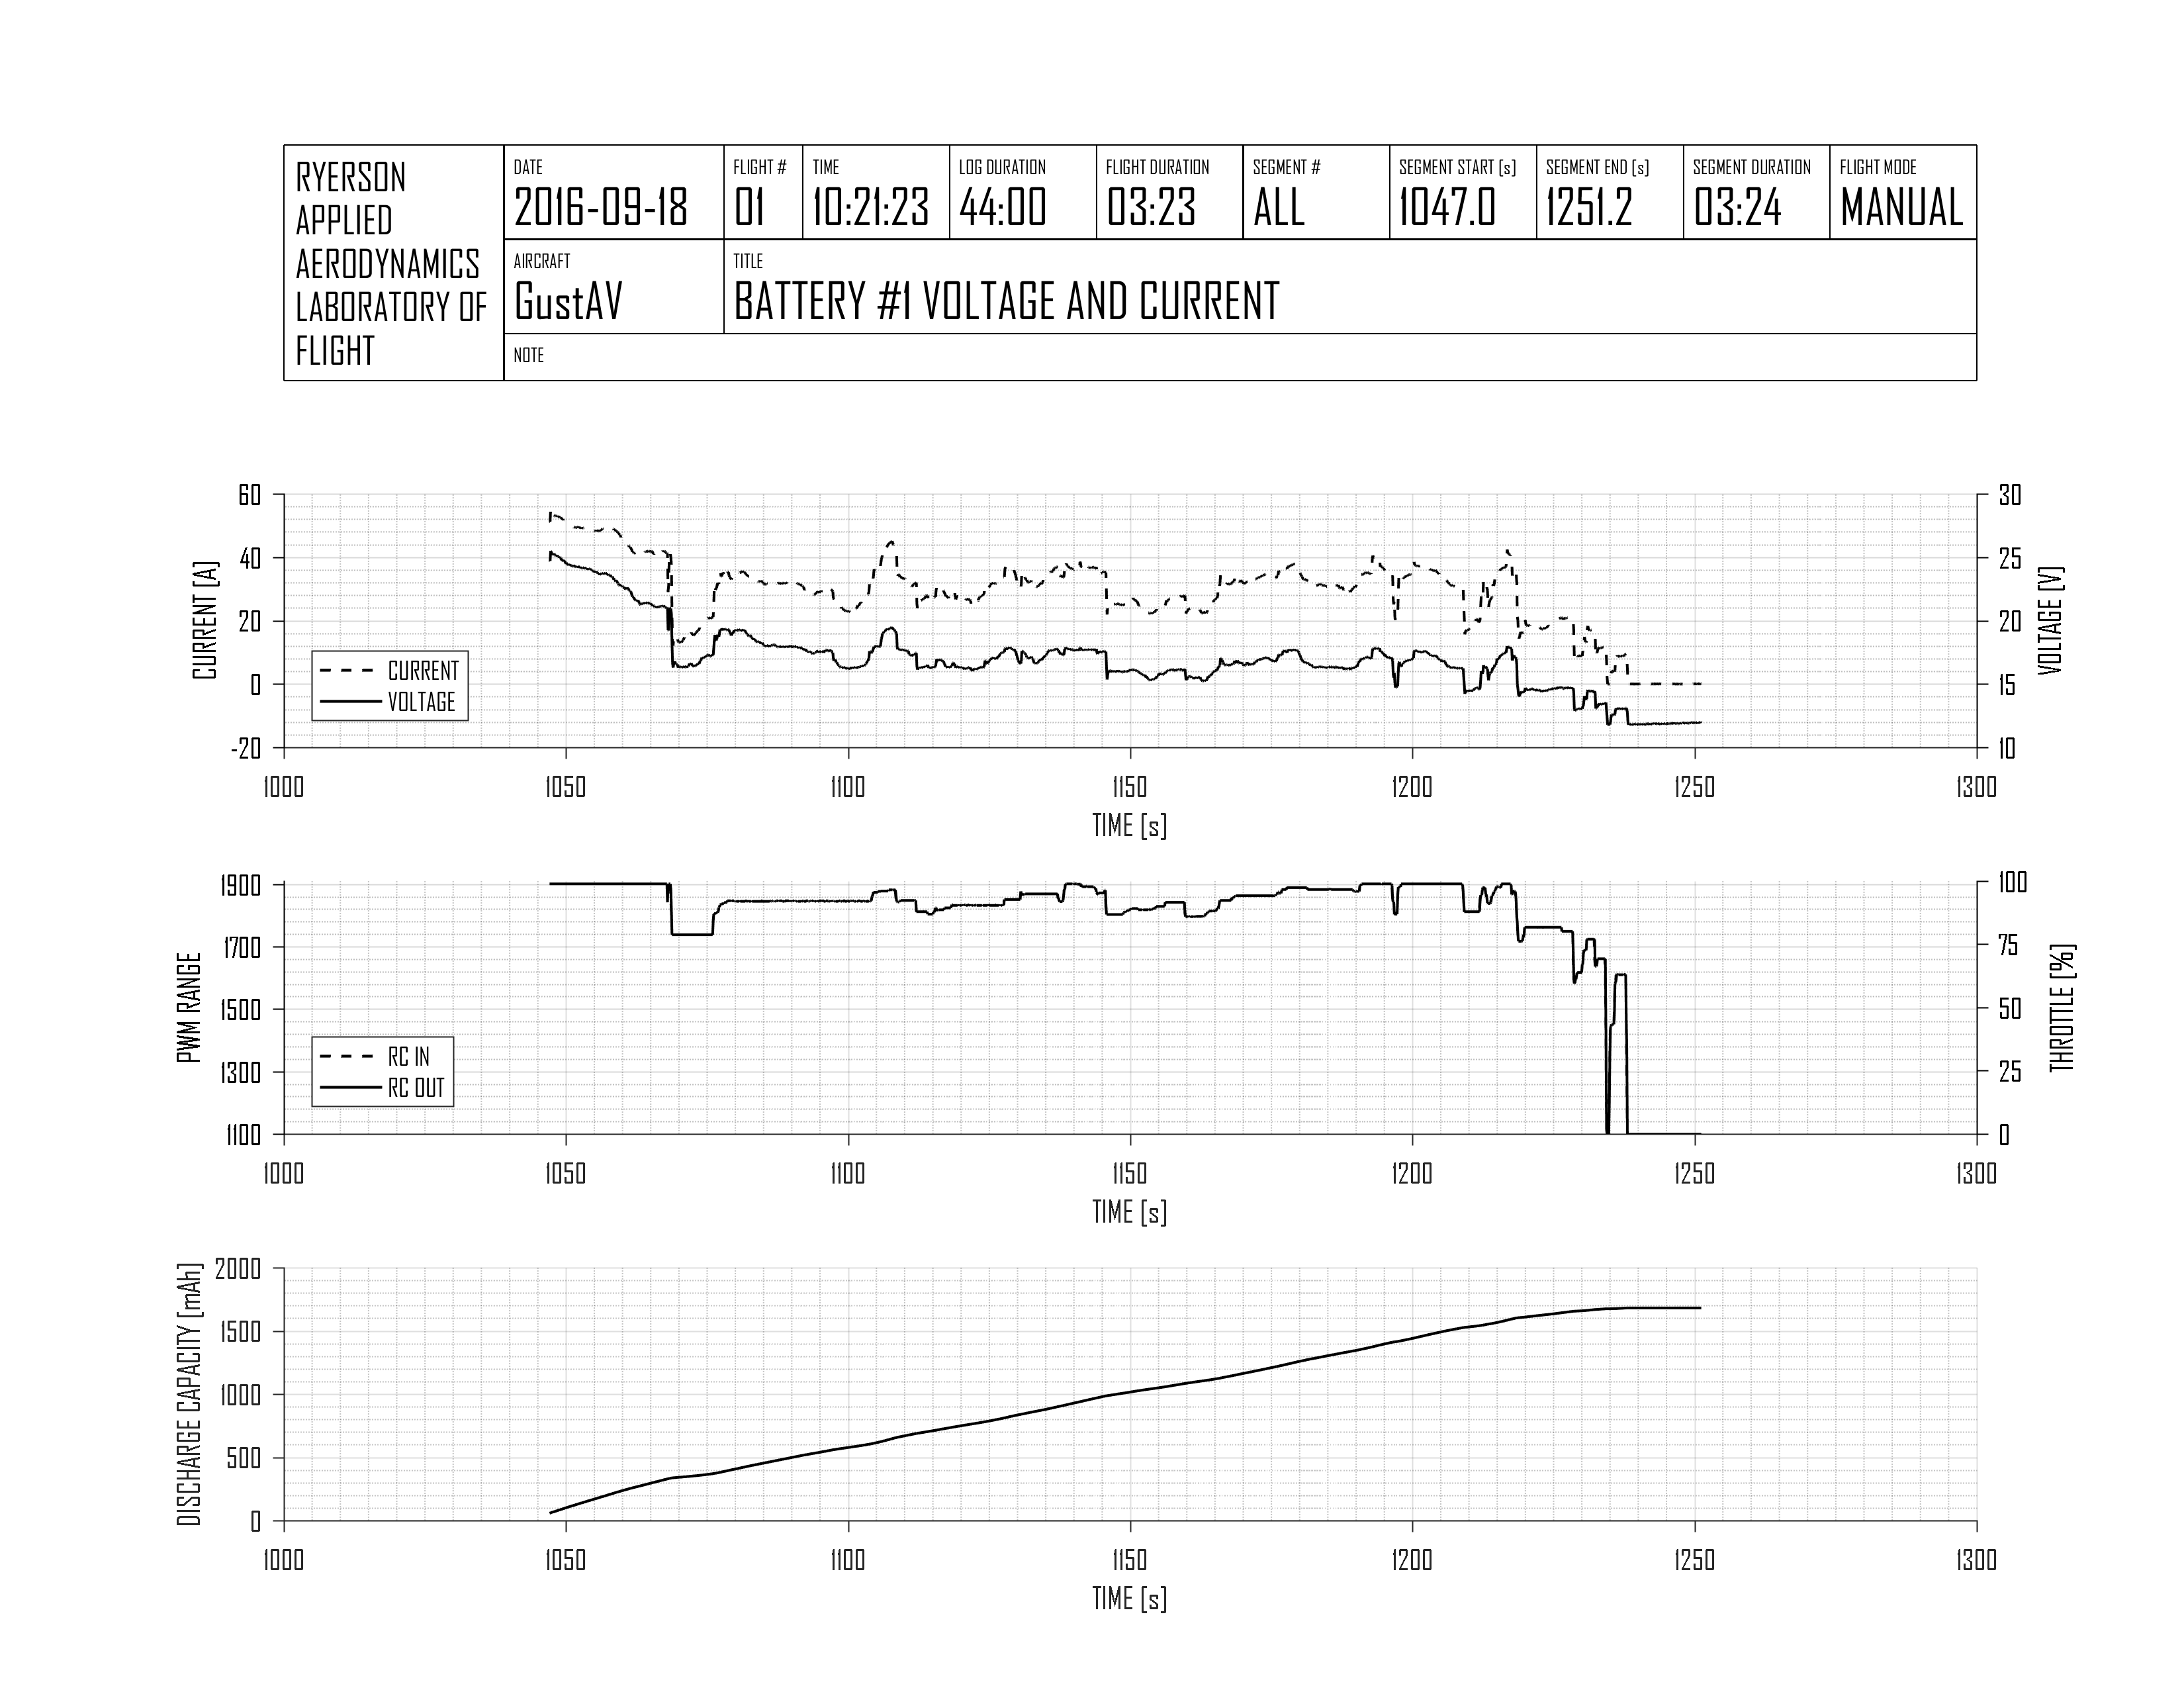 RYERSON
APPLIED
AERODYNAMICS
LABORATORY OF
FLIGHT
DATE
2016-09-18
FLIGHT #
01
TIME
10:21:23
LOG DURATION
44:00
FLIGHT DURATION
03:23
SEGMENT #
ALL
SEGMENT START [s]
1047.0
SEGMENT END [s]
1251.2
SEGMENT DURATION
03:24
FLIGHT MODE
MANUAL
AIRCRAFT
GustAV
TITLE
BATTERY #1 VOLTAGE AND CURRENT
NOTE
CURRENT [A]
60
40
20
0
-20
CURRENT
VOLTAGE
30
25
20
15
10
VOLTAGE [V]
1000 1050 1100 1150 1200 1250 1300
TIME [s]
PWM RANGE
1900
1700
1500
1300
1100
RC IN
RC OUT
100
75
50
25
0
THROTTLE [%]
1000 1050 1100 1150 1200 1250 1300
TIME [s]
DISCHARGE CAPACITY [mAh]
2000
1500
1000
500
0
1000 1050 1100 1150 1200 1250 1300
TIME [s]